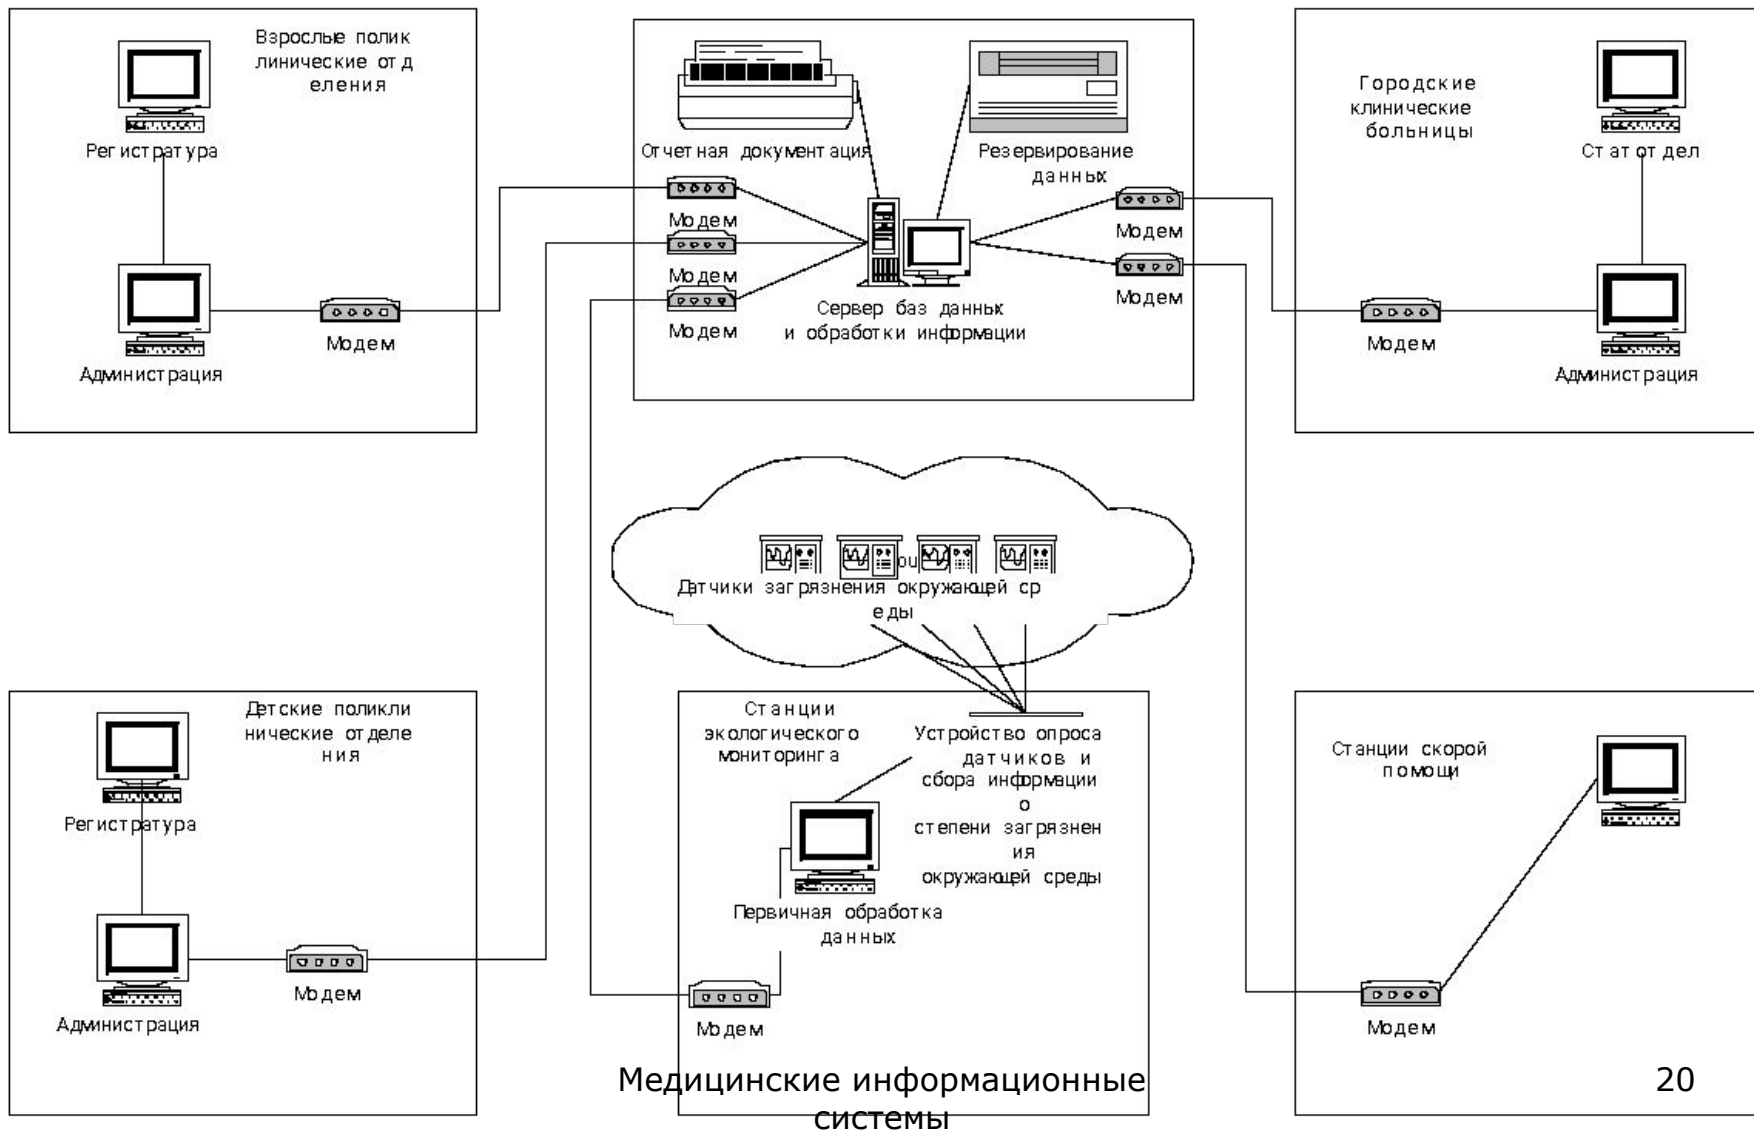 Взрослые полик
линические отд
еления
Регистратура
Администрация
Модем
Отчетная документация
Резервирование
данных
Модем
Модем
Модем
Модем
Модем
Сервер баз данных
и обработки информации
Городские
клинические
больницы
Статотдел
Модем
Администрация
Датчики загрязнения окружающей ср
еды
Детские поликли
нические отделе
ния
Регистратура
Администрация
Модем
Станции
экологического
мониторинга
Устройство опроса
датчиков и
сбора информации
о
степени загрязнен
ия
окружающей среды
Первичная обработка
данных
Модем
Станции скорой
помощи
Модем
Медицинские информационные
системы
20